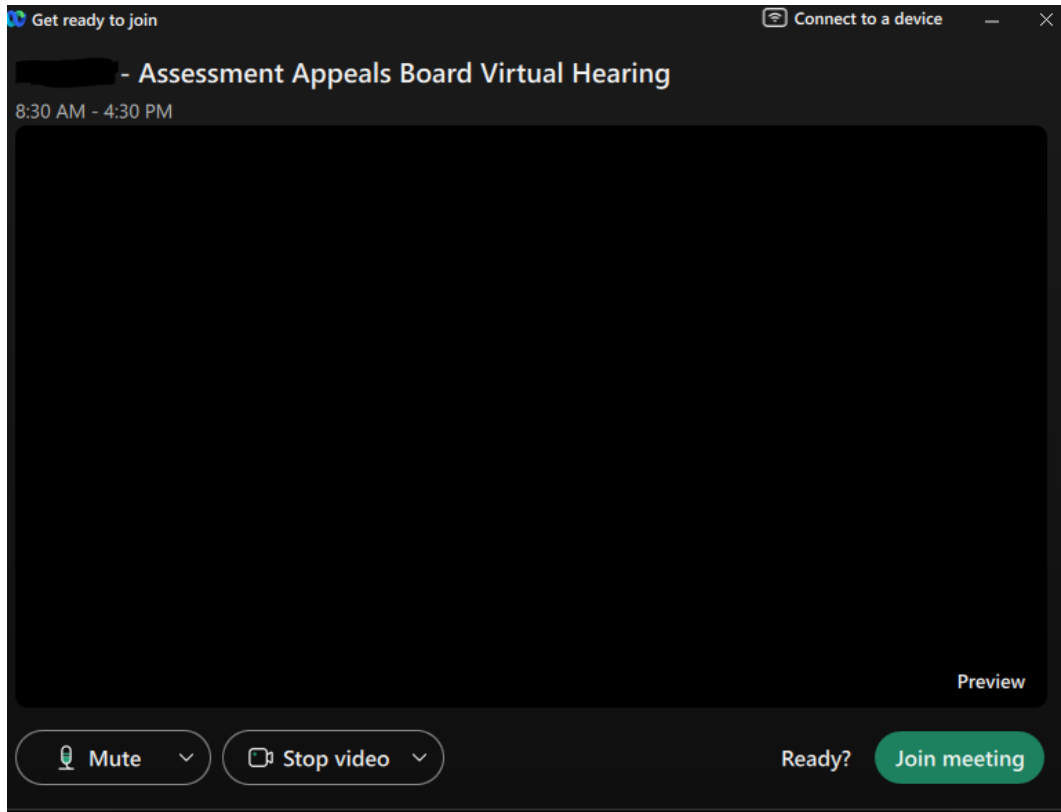 Get ready to join
Connect to a device
- Assessment Appeals Board Virtual Hearing
8:30 AM - 4:30 PM
Preview
Mute
Stop video
Ready?
Join meeting